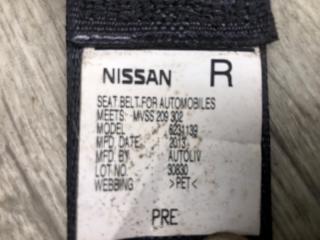 NISSAN R
SEAT BELT FOR AUTOMOBILES
MEETS MVSS 209 302
MODEL 6231139
MFD. DATE. 2013
MFD. BY AUTOLIV
LOT NO. 30830
WEBBING >PET<
PRE